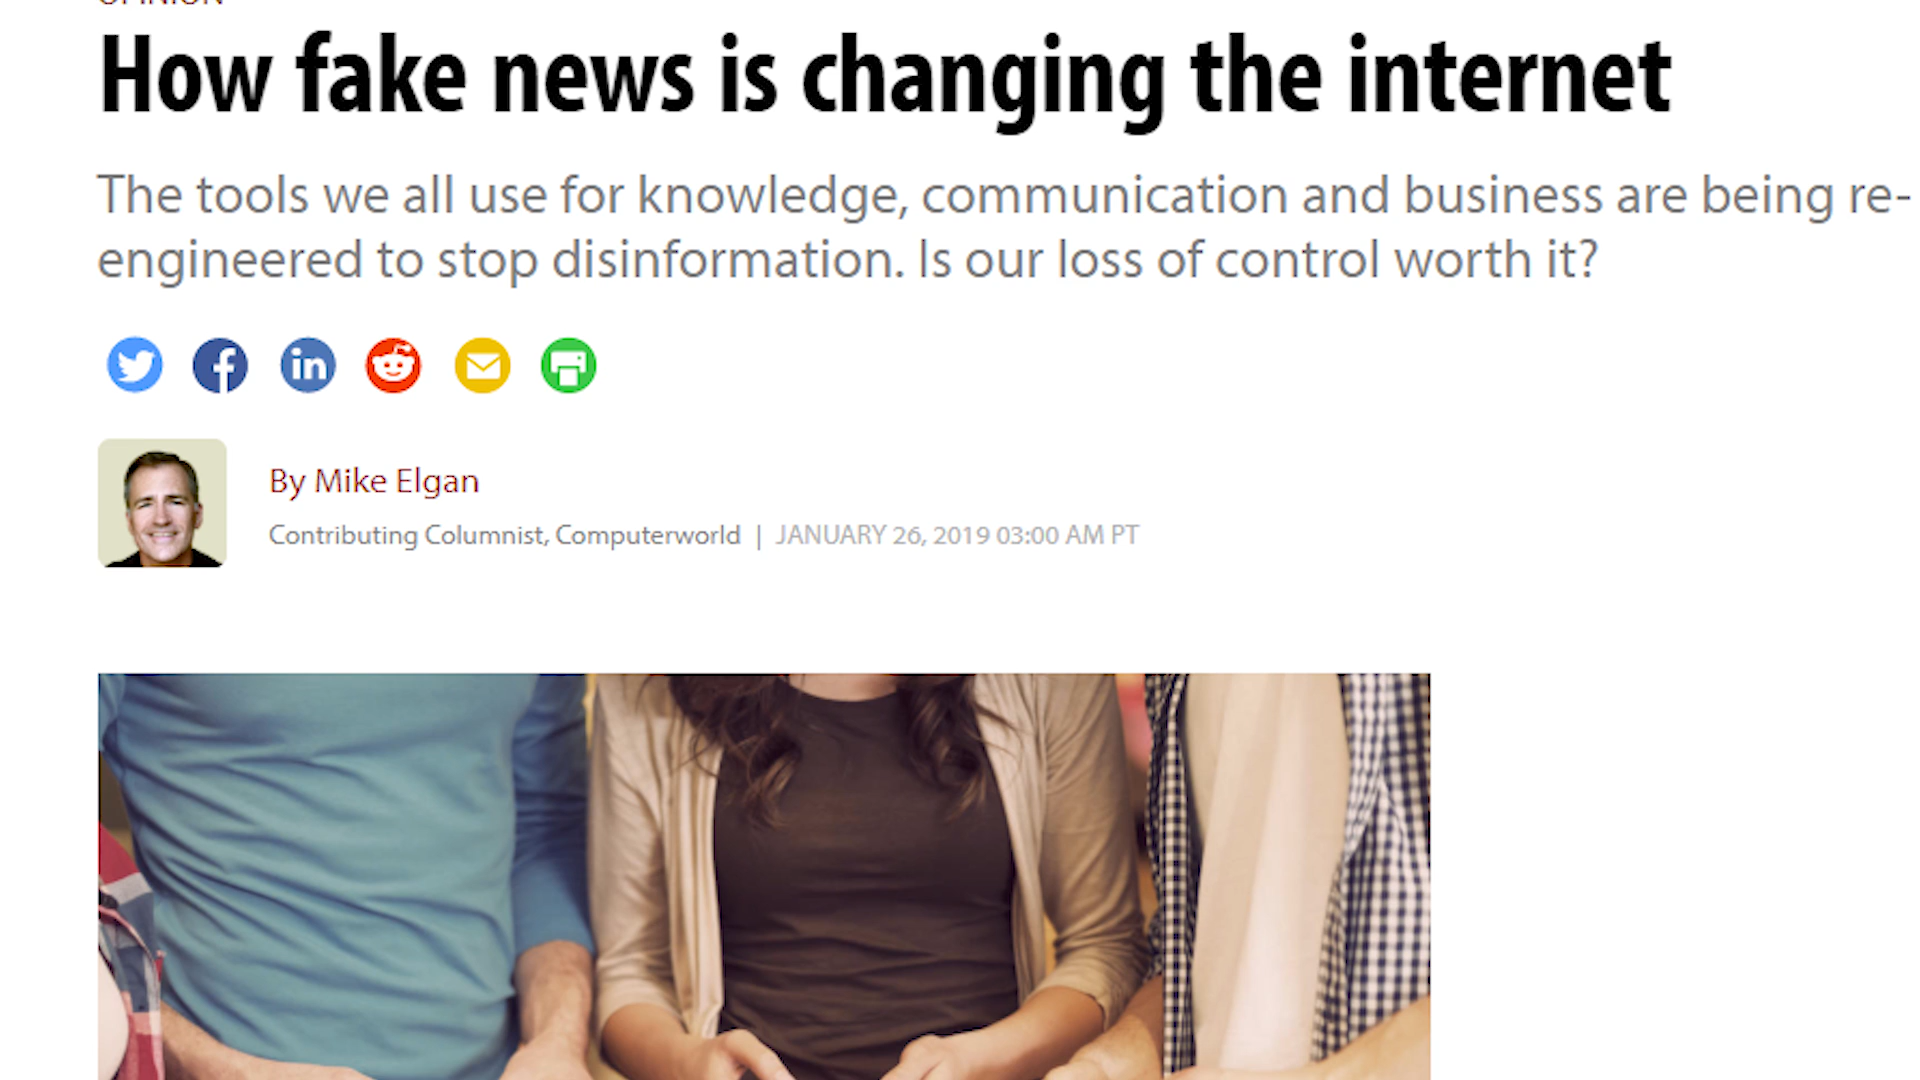 OPINION
How fake news is changing the internet
The tools we all use for knowledge, communication and business are being re-
engineered to stop disinformation. Is our loss of control worth it?
in
By Mike Elgan
Contributing Columnist, Computerworld | JANUARY 26, 2019 03:00 AM PT